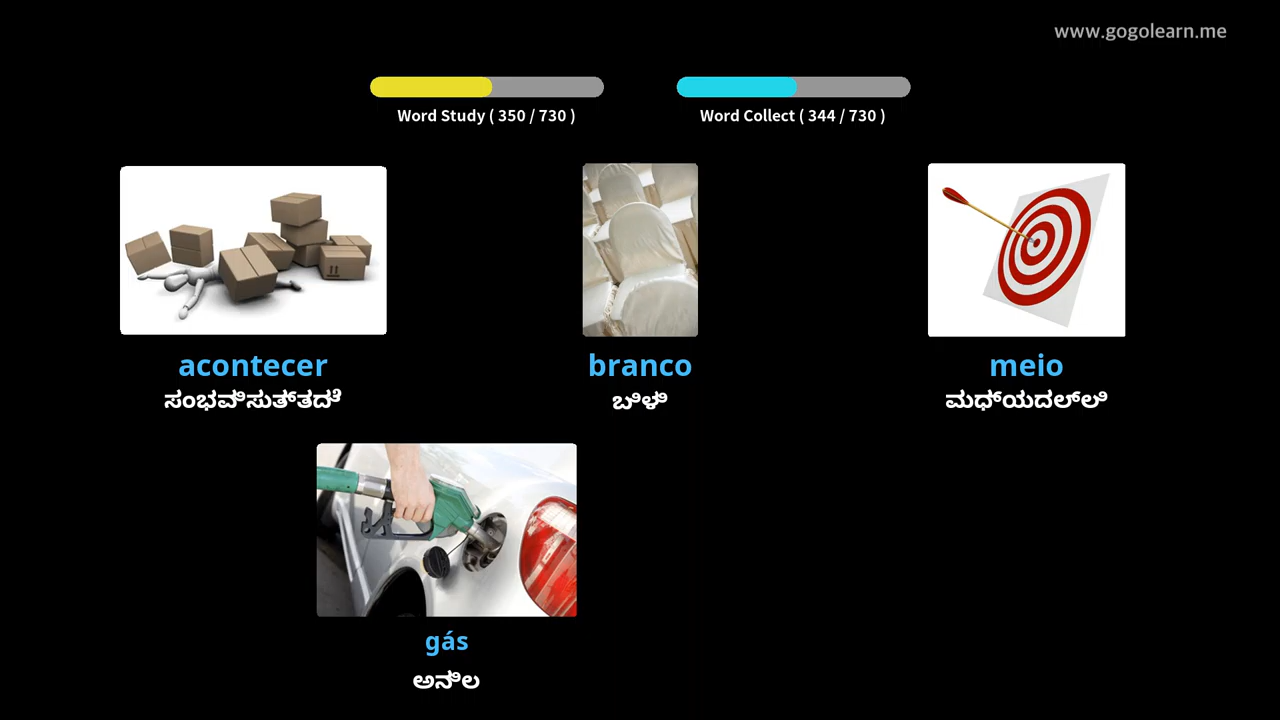 www.gogolearn.me
Word Study ( 350 / 730 )
Word Collect ( 344 / 730 )
acontecer
ಸಂಭವಿಸುತ್ತದೆ
branco
ಬಿಳಿ
meio
ಮಧ್ಯದಲ್ಲಿ
gás
ಅನಿಲ